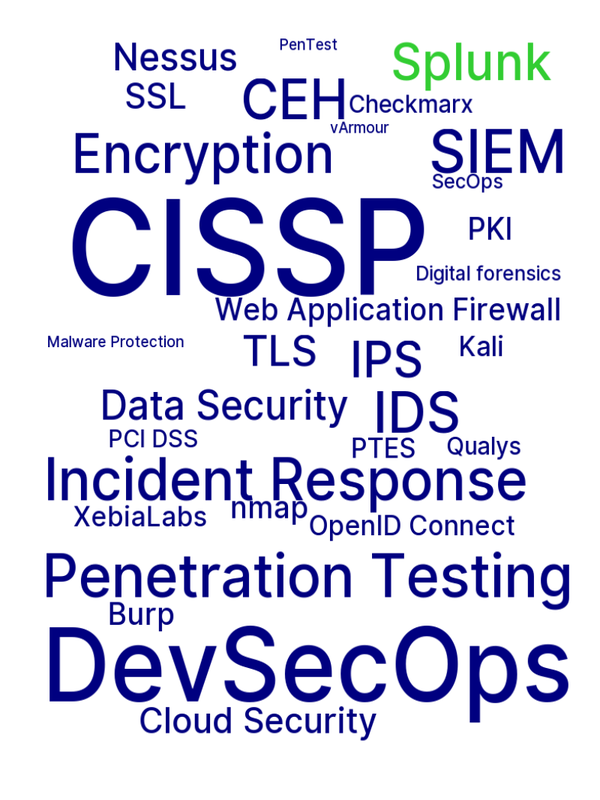 PenTest
Nessus
Splunk
SSL
CEH
Checkmarx
vArmour
Encryption
SIEM
SecOps
CISSP
PKI
Digital forensics
Web Application Firewall
Malware Protection
TLS
IPS
Kali
Data Security
IDS
PCI DSS
PTES
Qualys
Incident Response
XebiaLabs
nmap
OpenID Connect
Penetration Testing
Burp
DevSecOps
Cloud Security